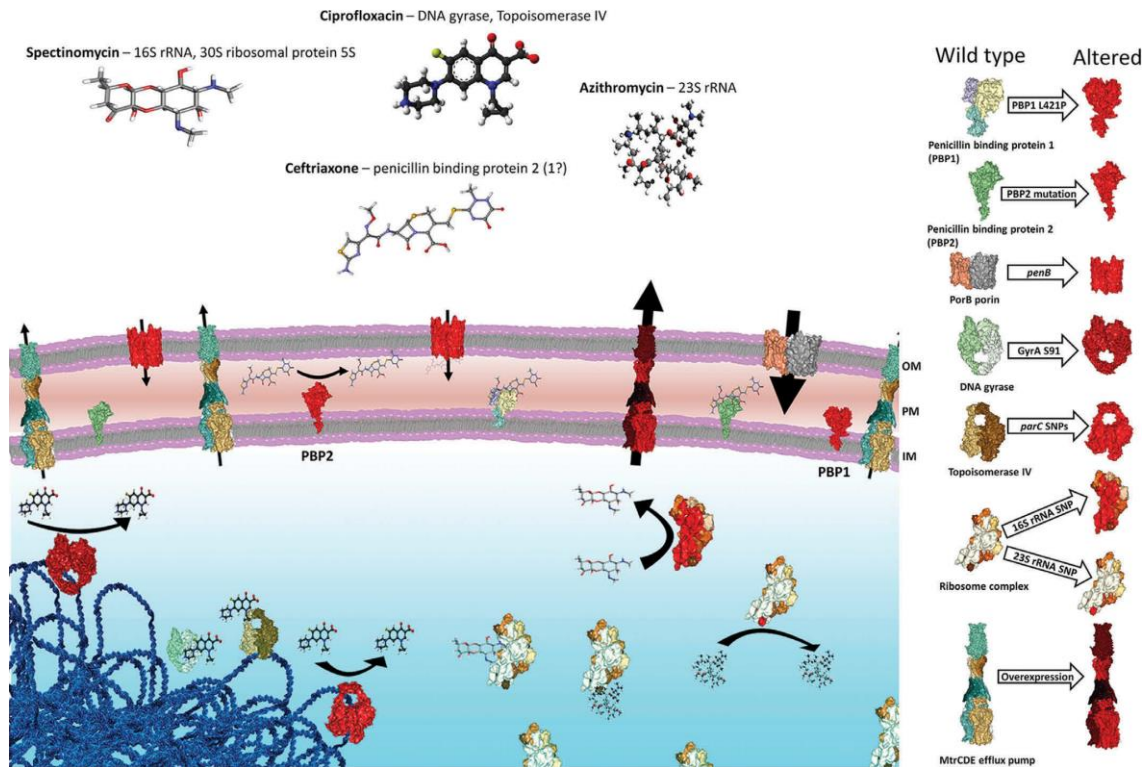 Ciprofloxacin – DNA gyrase, Topoisomerase IV
Spectinomycin – 16S rRNA, 30S ribosomal protein 5S
Azithromycin – 23S rRNA
Ceftriaxone – penicillin binding protein 2 (1?)
OM
PM
IM
PBP2
PBP1
Wild type
Altered
PBP1 L421P
Penicillin binding protein 1
(PBP1)
PBP2 mutation
Penicillin binding protein 2
(PBP2)
penB
PorB porin
GyrA S91
DNA gyrase
parC SNPs
Topoisomerase IV
16S rRNA SNP
23S rRNA SNP
Ribosome complex
Overexpression
MtrCDE efflux pump